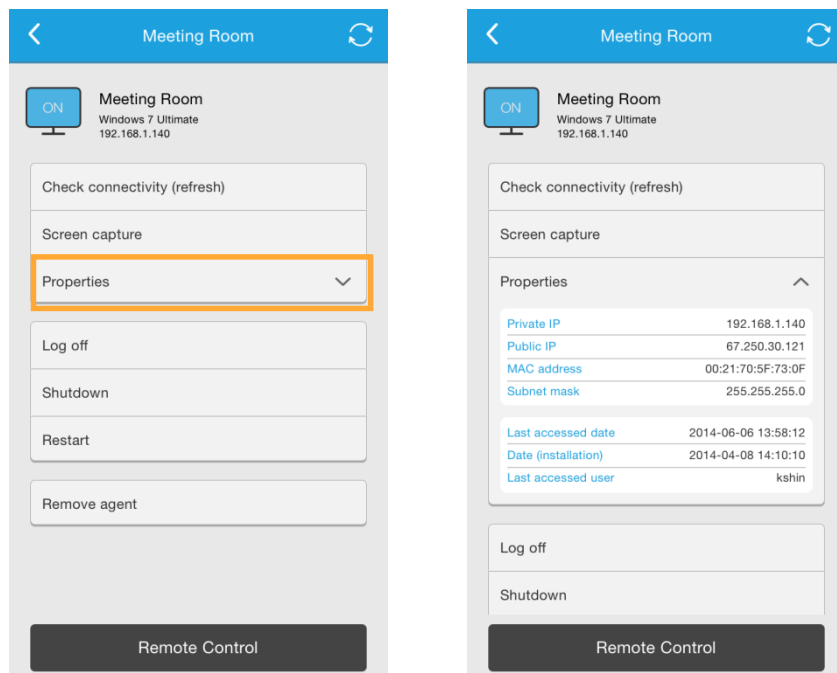 Meeting Room
ON
Meeting Room
Windows 7 Ultimate
192.168.1.140
Check connectivity (refresh)
Screen capture
Properties
Log off
Shutdown
Restart
Remove agent
Remote Control
Meeting Room
ON
Meeting Room
Windows 7 Ultimate
192.168.1.140
Check connectivity (refresh)
Screen capture
Properties
Private IP 192.168.1.140
Public IP 67.250.30.121
MAC address 00:21:70:5F:73:0F
Subnet mask 255.255.255.0
Last accessed date 2014-06-06 13:58:12
Date (installation) 2014-04-08 14:10:10
Last accessed user kshin
Log off
Shutdown
Remote Control